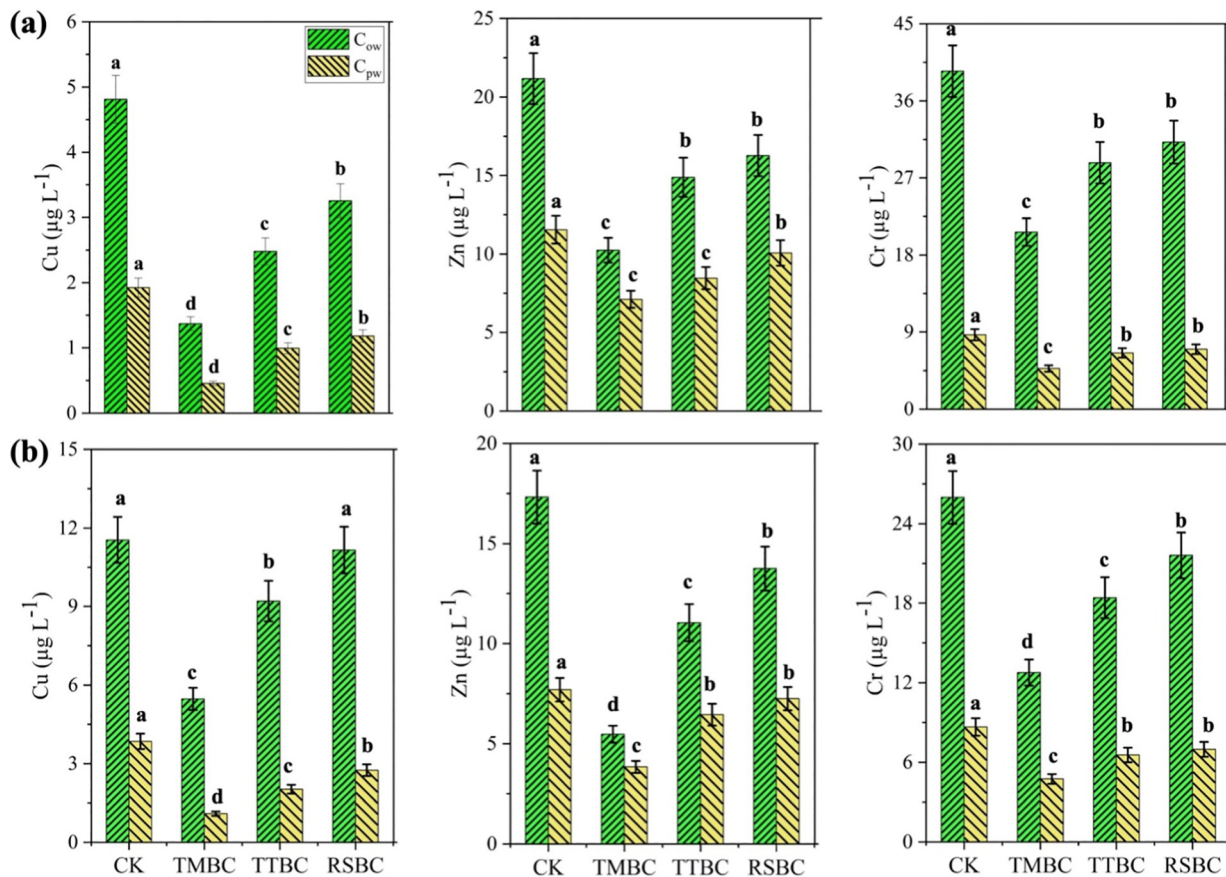 (a)
Cu (µg L⁻¹)
6
5
4
3
2
1
0
C_ow
C_pw
a
a
d
d
c
c
b
b
Zn (µg L⁻¹)
25
20
15
10
5
0
a
a
c
c
b
c
b
b
Cr (µg L⁻¹)
45
36
27
18
9
0
a
a
c
c
b
b
b
b
(b)
Cu (µg L⁻¹)
15
12
9
6
3
0
a
a
c
d
b
c
a
b
CK TMBC TTBC RSBC
Zn (µg L⁻¹)
20
15
10
5
0
a
a
d
c
c
b
b
b
CK TMBC TTBC RSBC
Cr (µg L⁻¹)
30
24
18
12
6
0
a
a
d
c
c
b
b
b
CK TMBC TTBC RSBC